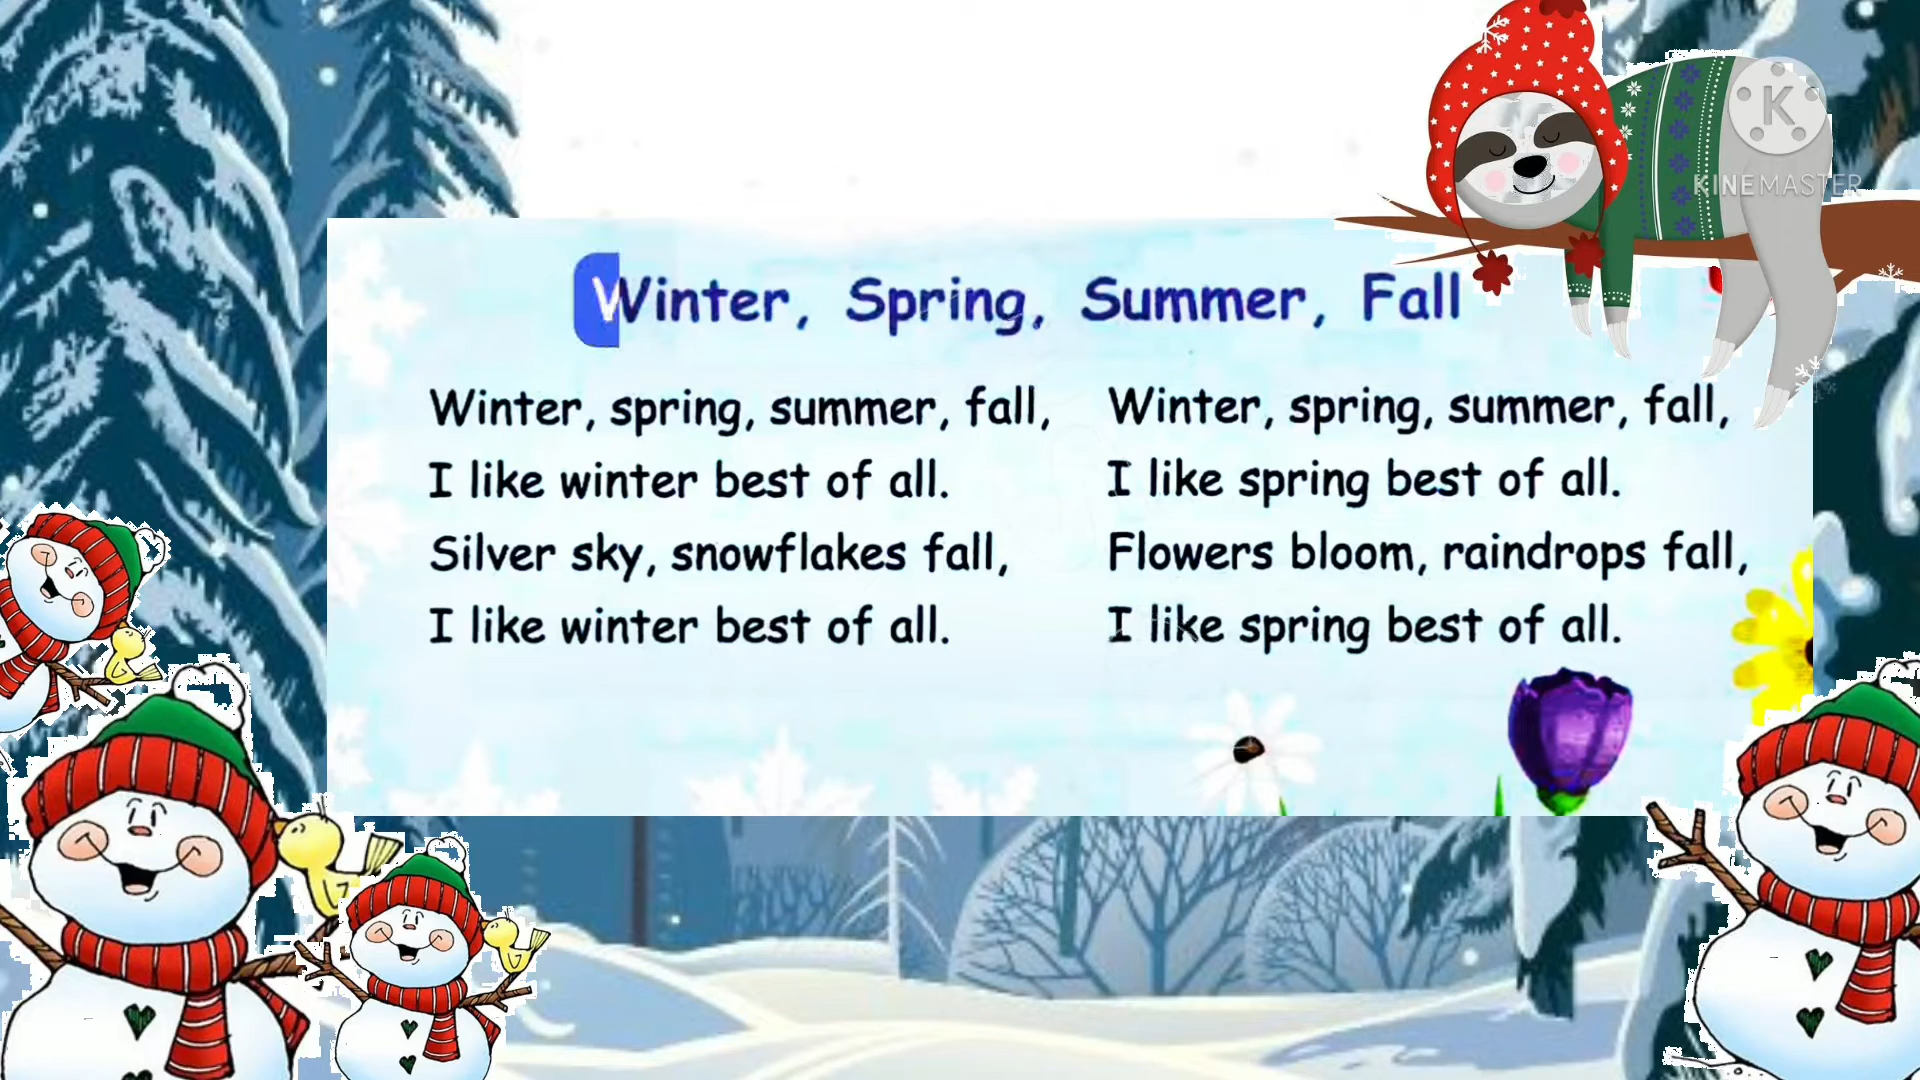 Winter, Spring, Summer, Fall
Winter, spring, summer, fall,
I like winter best of all.
Silver sky, snowflakes fall,
I like winter best of all.
Winter, spring, summer, fall,
I like spring best of all.
Flowers bloom, raindrops fall,
I like spring best of all.
K
KINEMASTER